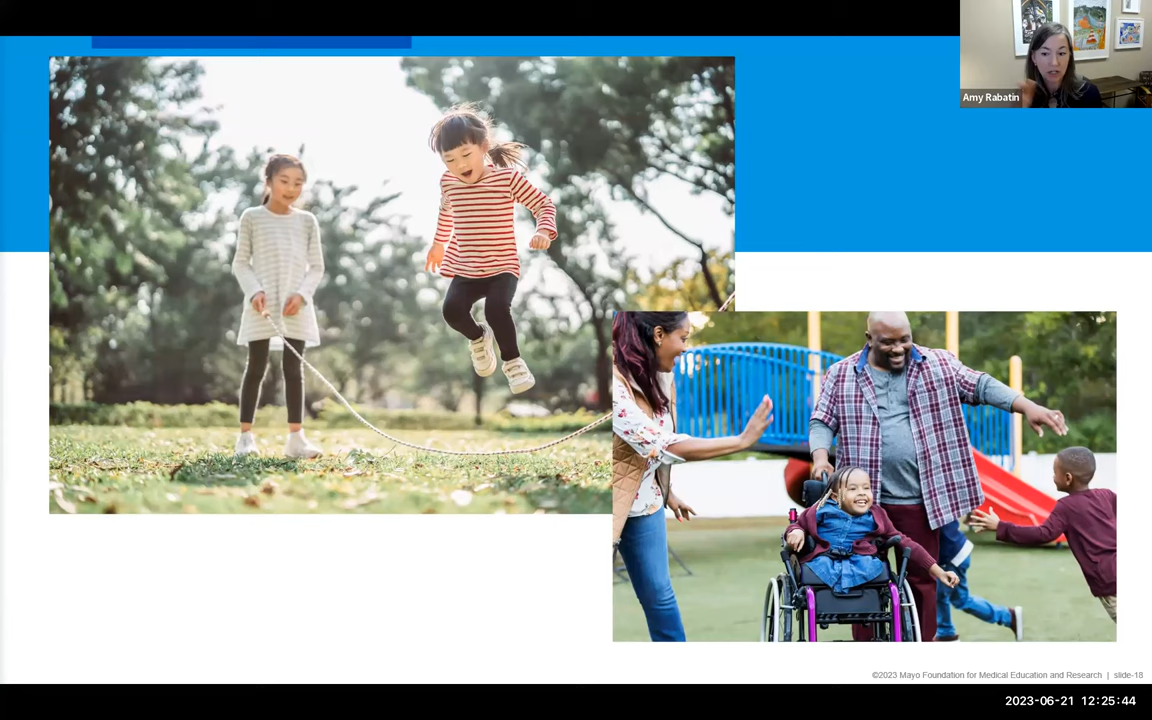 Amy Rabatin
©2023 Mayo Foundation for Medical Education and Research | slide-18
2023-06-21 12:25:44